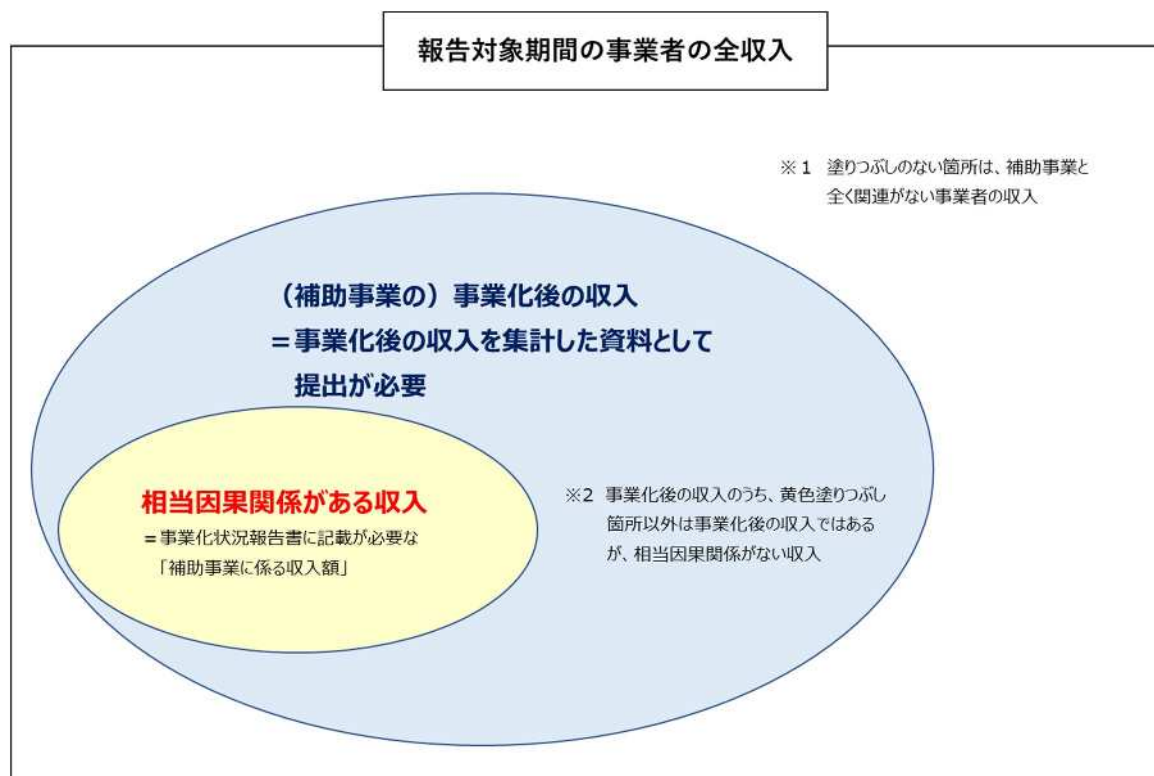 報告対象期間の事業者の全収入
※1 塗りつぶしのない箇所は、補助事業と
全く関連がない事業者の収入
（補助事業の）事業化後の収入
＝事業化後の収入を集計した資料として
提出が必要
相当因果関係がある収入
＝事業化状況報告書に記載が必要な
「補助事業に係る収入額」
※2 事業化後の収入のうち、黄色塗りつぶし
箇所以外は事業化後の収入ではある
が、相当因果関係がない収入